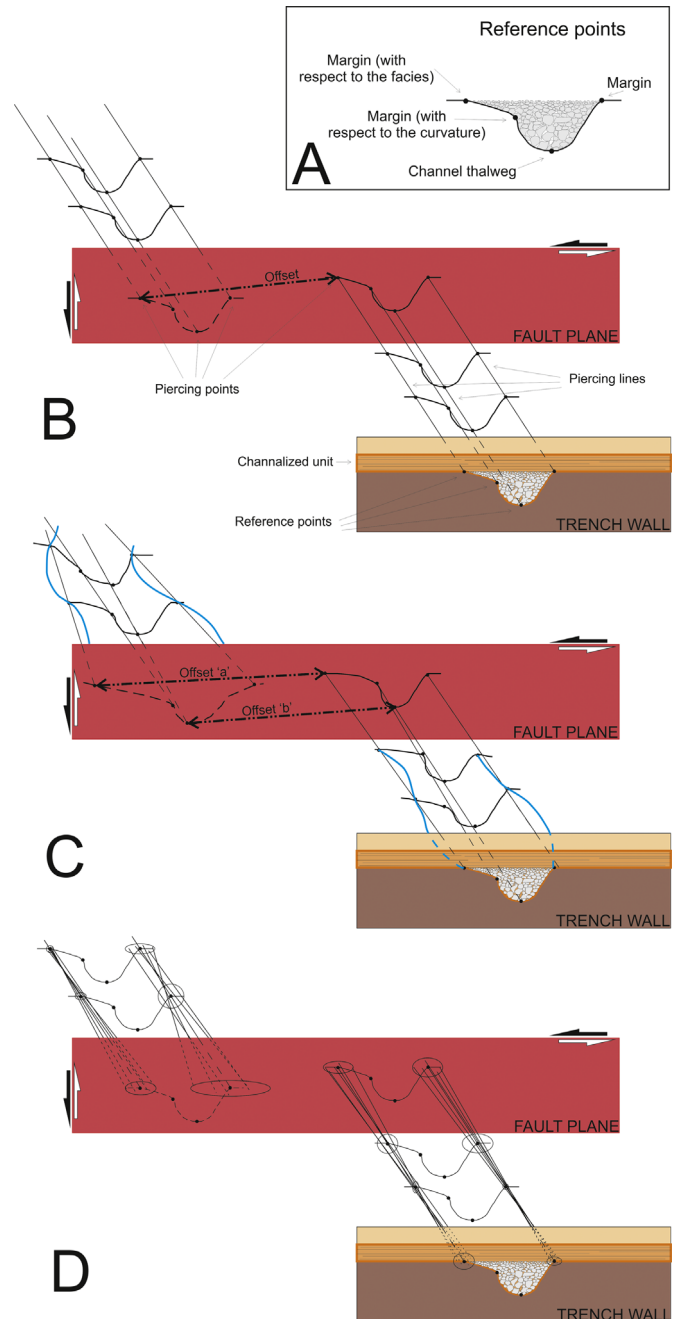 Reference points
Margin (with
respect to the facies)
Margin
Margin (with
respect to the curvature)
Channel thalweg
A
Offset
FAULT PLANE
Piercing points
Piercing lines
B
Channalized unit
Reference points
TRENCH WALL
Offset ‘a’
Offset ‘b’
FAULT PLANE
C
TRENCH WALL
FAULT PLANE
D
TRENCH WALL